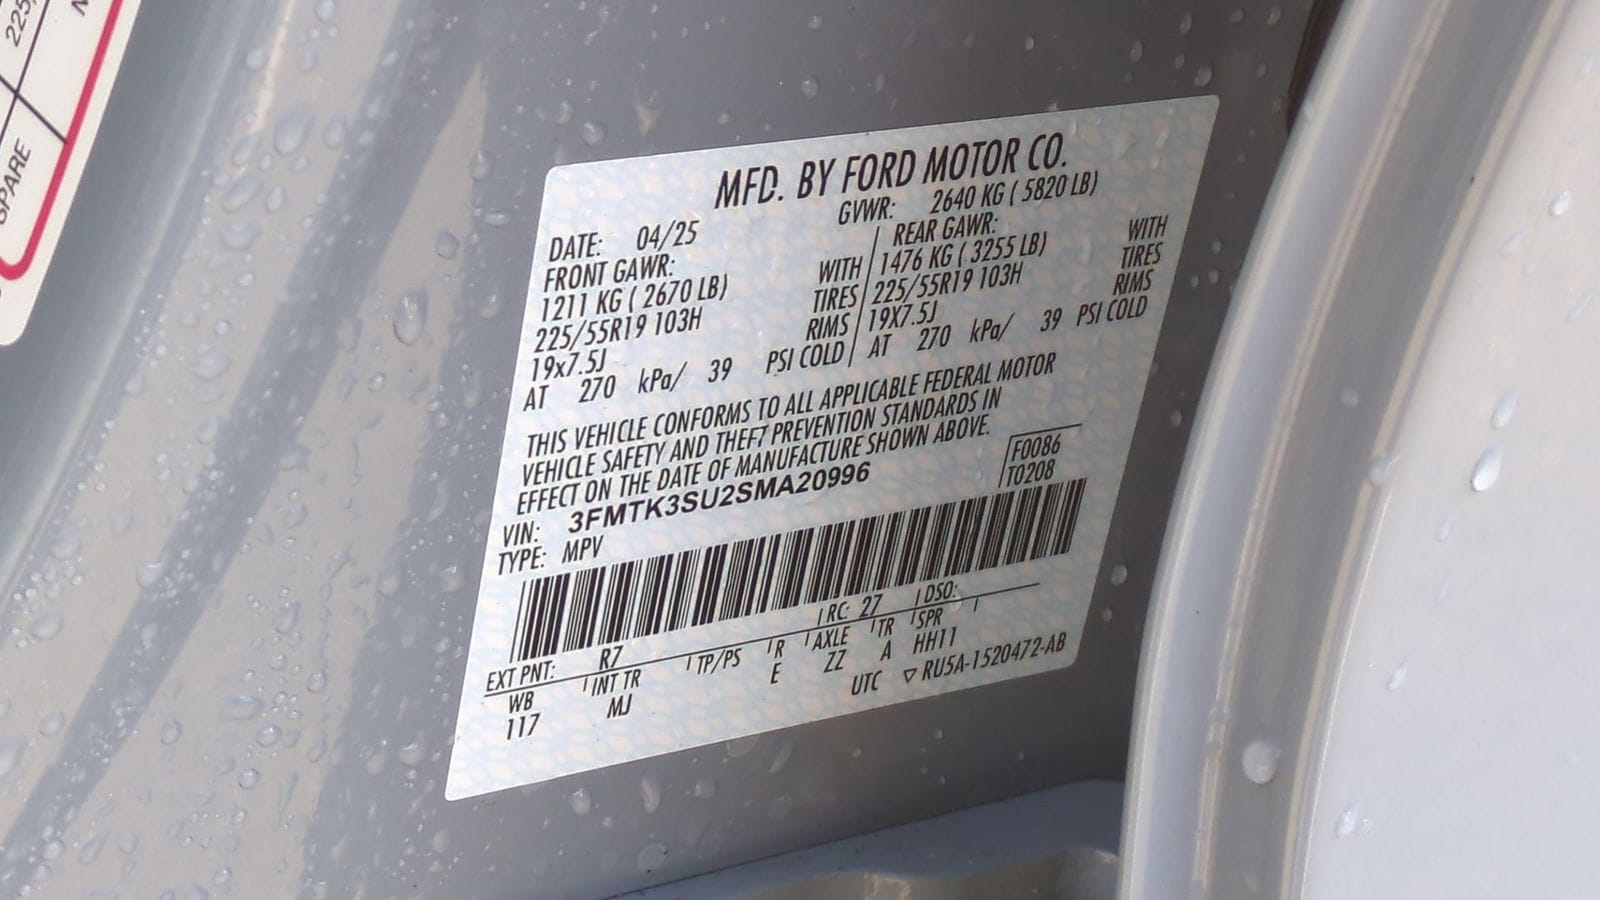 225/
SPARE
MFD. BY FORD MOTOR CO.
DATE: 04/25 GVWR: 2640 KG ( 5820 LB)
FRONT GAWR: REAR GAWR:
1211 KG ( 2670 LB) WITH 1476 KG ( 3255 LB) WITH
225/55R19 103H TIRES 225/55R19 103H TIRES
19x7.5J RIMS 19X7.5J RIMS
AT 270 kPa/ 39 PSI COLD AT 270 kPa/ 39 PSI COLD
THIS VEHICLE CONFORMS TO ALL APPLICABLE FEDERAL MOTOR
VEHICLE SAFETY AND THEFT PREVENTION STANDARDS IN
EFFECT ON THE DATE OF MANUFACTURE SHOWN ABOVE.
F0086
VIN: 3FMTK3SU2SMA20996 T0208
TYPE: MPV
EXT PNT: R7 RC: 27 DSO:
WB INT TR TP/PS R AXLE TR SPR
117 MJ E ZZ A HH11
UTC ▽ RU5A-1520472-AB